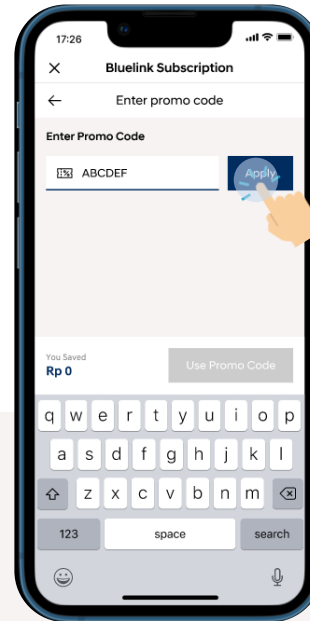 17:26
Bluelink Subscription
Enter promo code
Enter Promo Code
ABCDEF
Apply
You Saved
Rp 0
Use Promo Code
q w e r t y u i o p
a s d f g h j k l
z x c v b n m
123 space search